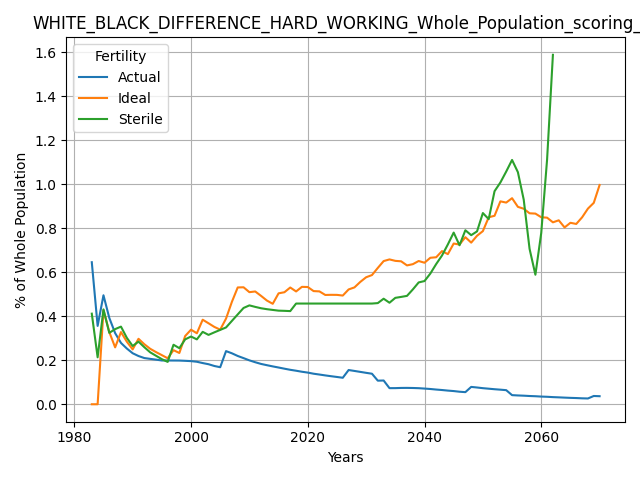 WHITE_BLACK_DIFFERENCE_HARD_WORKING_Whole_Population_scoring_
Fertility
Actual
Ideal
Sterile
% of Whole Population
1.6
1.4
1.2
1.0
0.8
0.6
0.4
0.2
0.0
1980
2000
2020
2040
2060
Years